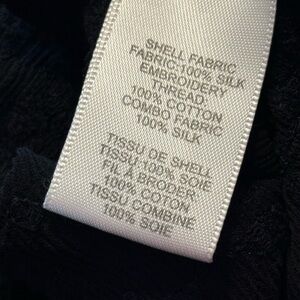 SHELL FABRIC
FABRIC:100% SILK
EMBROIDERY
THREAD:
100% COTTON
COMBO FABRIC
100% SILK
TISSU DE SHELL
TISSU:100% SOIE
FIL À BRODER:
100% COTON
TISSU COMBINE
100% SOIE